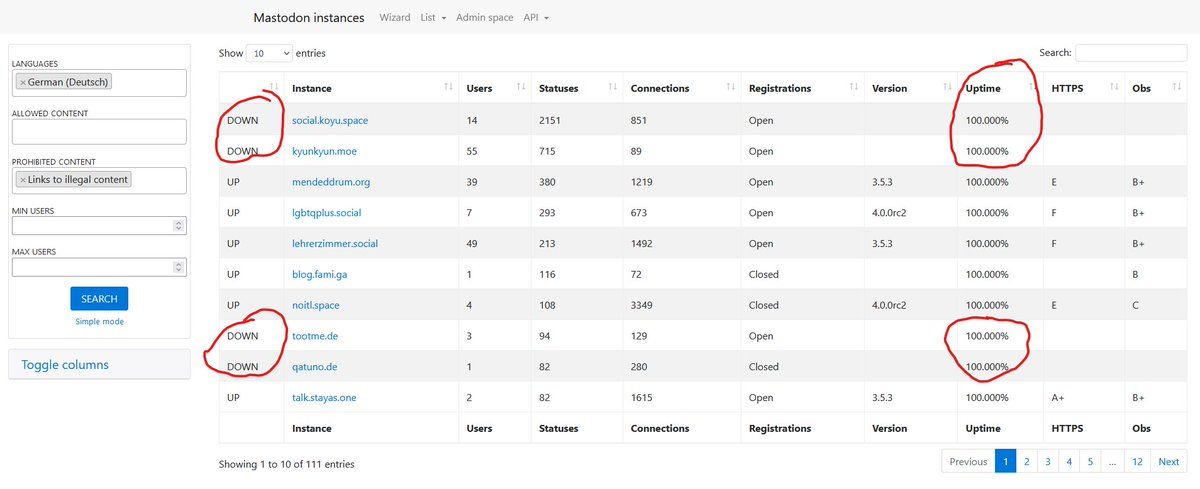 Mastodon instances Wizard List Admin space API
LANGUAGES
× German (Deutsch)
ALLOWED CONTENT
PROHIBITED CONTENT
× Links to illegal content
MIN USERS
MAX USERS
SEARCH
Simple mode
Toggle columns
Show 10 entries Search:
Instance Users Statuses Connections Registrations Version Uptime HTTPS Obs
DOWN social.koyu.space 14 2151 851 Open 100.000%
DOWN kyunkyun.moe 55 715 89 Open 100.000%
UP mendeddrum.org 39 380 1219 Open 3.5.3 100.000% E B+
UP lgbtqplus.social 7 293 673 Open 4.0.0rc2 100.000% F B+
UP lehrerzimmer.social 49 213 1492 Open 3.5.3 100.000% F B+
UP blog.fami.ga 1 116 72 Closed 100.000% B
UP noitl.space 4 108 3349 Closed 4.0.0rc2 100.000% E C
DOWN tootme.de 3 94 129 Open 100.000%
DOWN qatuno.de 1 82 280 Closed 100.000%
UP talk.stayas.one 2 82 1615 Open 3.5.3 100.000% A+ B+
Instance Users Statuses Connections Registrations Version Uptime HTTPS Obs
Showing 1 to 10 of 111 entries
Previous 1 2 3 4 5 ... 12 Next